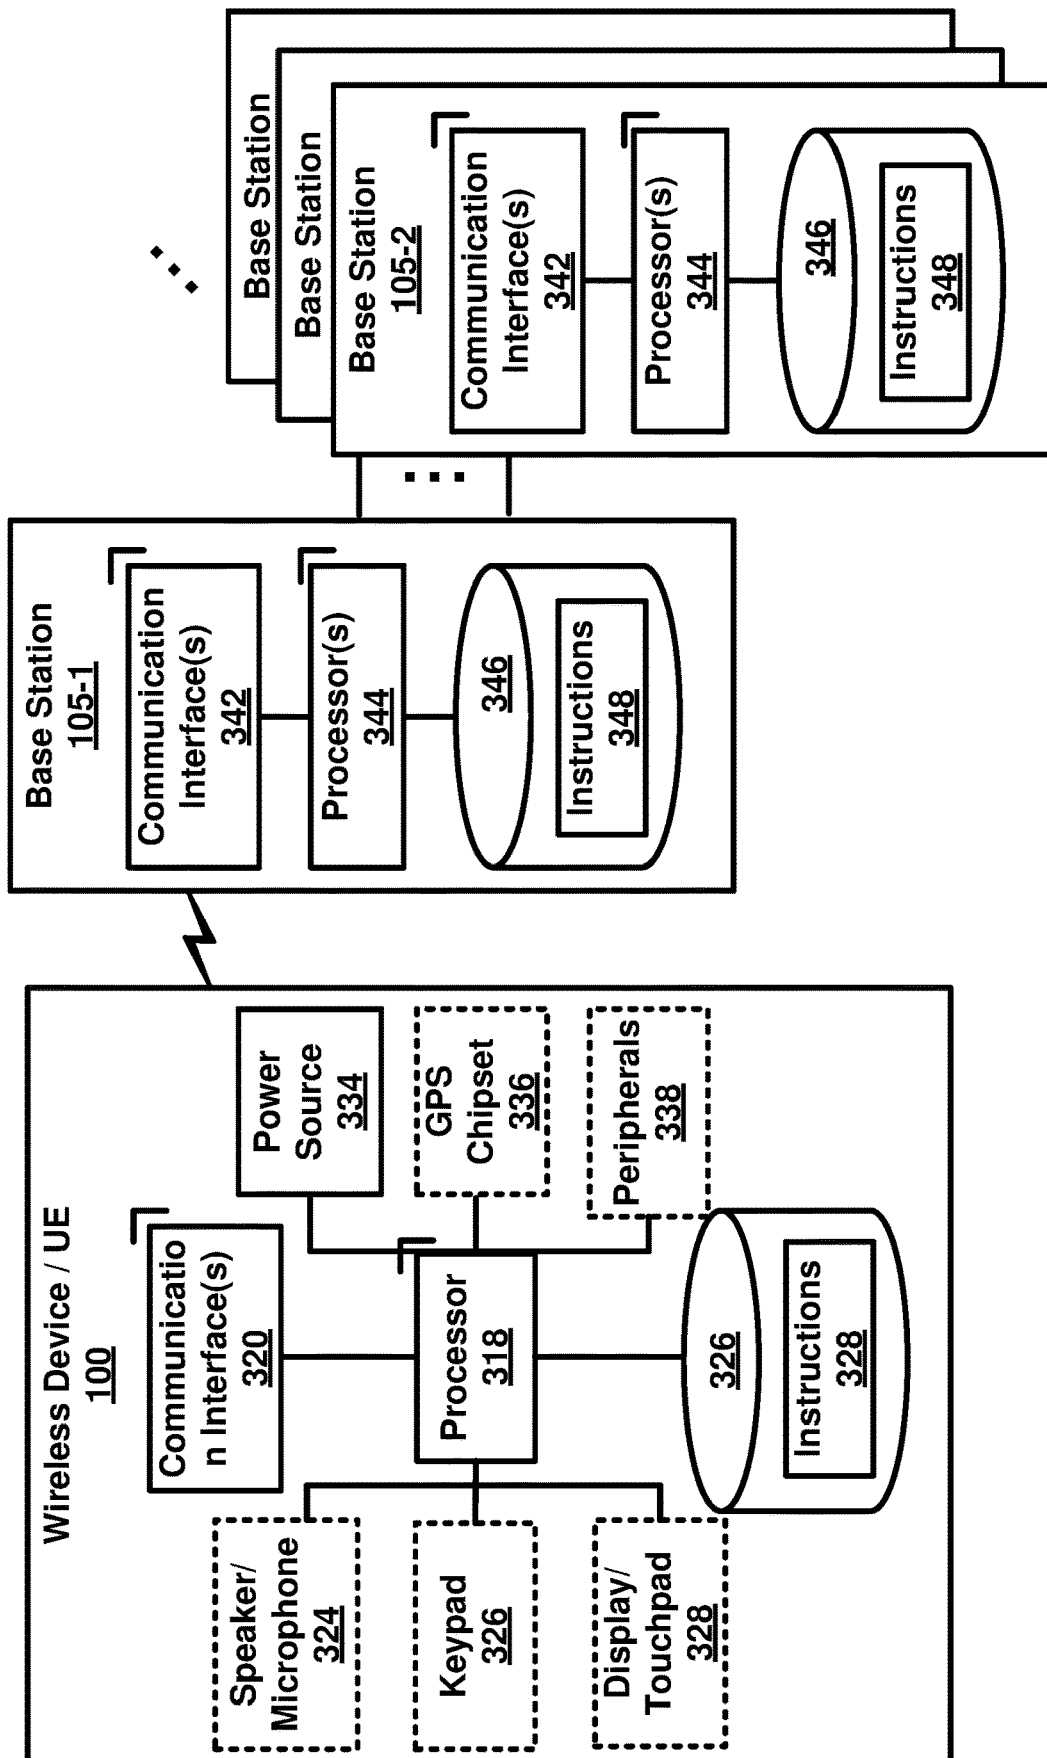 Wireless Device / UE
100
Communicatio
n Interface(s)
320
Speaker/
Microphone
324
Keypad
326
Display/
Touchpad
328
Processor
318
Power
Source
334
GPS
Chipset
336
Peripherals
338
326
Instructions
328
Base Station
105-1
Communication
Interface(s)
342
Processor(s)
344
346
Instructions
348
Base Station
Base Station
Base Station
105-2
Communication
Interface(s)
342
Processor(s)
344
346
Instructions
348